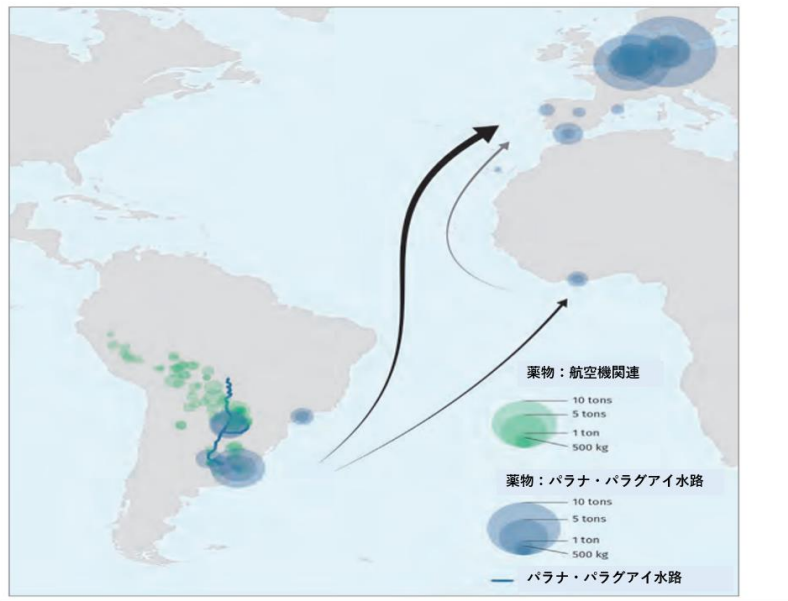 薬物：航空機関連
10 tons
5 tons
1 ton
500 kg
薬物：パラナ・パラグアイ水路
10 tons
5 tons
1 ton
500 kg
パラナ・パラグアイ水路